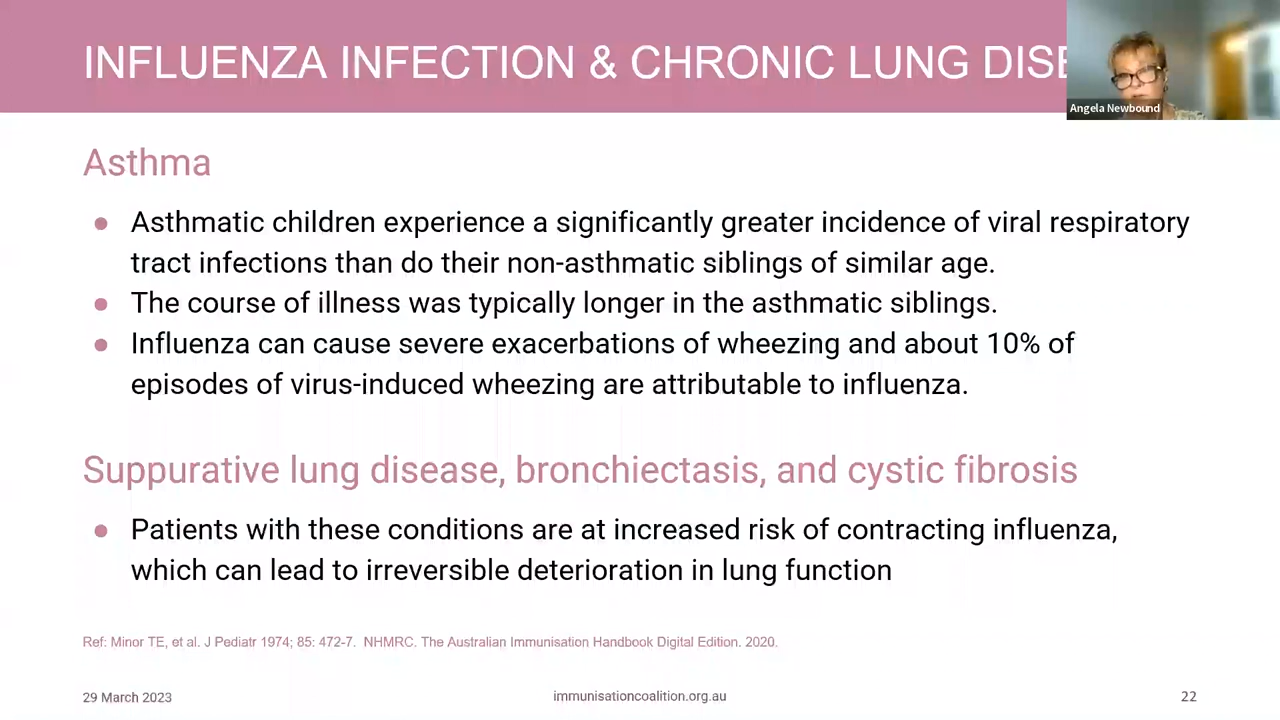 INFLUENZA INFECTION & CHRONIC LUNG DISE
Angela Newbound
Asthma
● Asthmatic children experience a significantly greater incidence of viral respiratory
tract infections than do their non-asthmatic siblings of similar age.
● The course of illness was typically longer in the asthmatic siblings.
● Influenza can cause severe exacerbations of wheezing and about 10% of
episodes of virus-induced wheezing are attributable to influenza.
Suppurative lung disease, bronchiectasis, and cystic fibrosis
● Patients with these conditions are at increased risk of contracting influenza,
which can lead to irreversible deterioration in lung function
Ref: Minor TE, et al. J Pediatr 1974; 85: 472-7.  NHMRC. The Australian Immunisation Handbook Digital Edition. 2020.
29 March 2023
immunisationcoalition.org.au
22